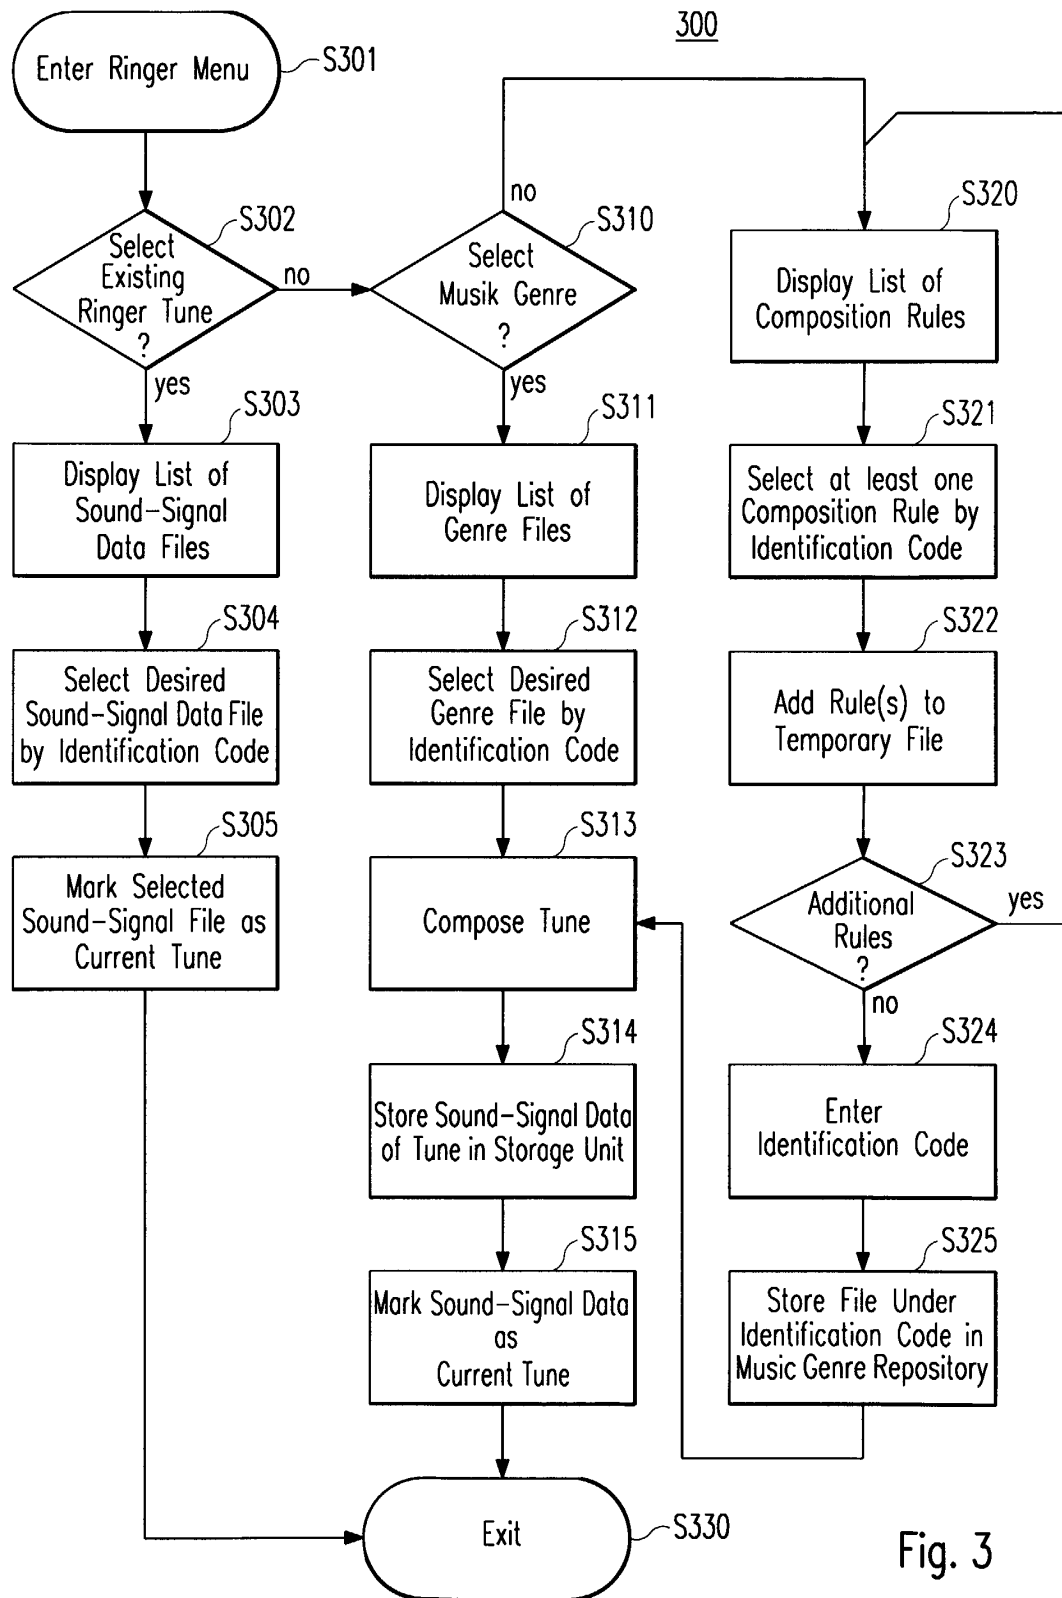 300
Enter Ringer Menu
S301
S302
Select
Existing
Ringer Tune
?
no
yes
S303
Display List of
Sound-Signal
Data Files
S304
Select Desired
Sound-Signal Data File
by Identification Code
S305
Mark Selected
Sound-Signal File as
Current Tune
no
S310
Select
Musik Genre
?
yes
S311
Display List of
Genre Files
S312
Select Desired
Genre File by
Identification Code
S313
Compose Tune
S314
Store Sound-Signal Data
of Tune in Storage Unit
S315
Mark Sound-Signal Data
as
Current Tune
S320
Display List of
Composition Rules
S321
Select at least one
Composition Rule by
Identification Code
S322
Add Rule(s) to
Temporary File
S323
Additional
Rules
?
yes
no
S324
Enter
Identification Code
S325
Store File Under
Identification Code in
Music Genre Repository
Exit
S330
Fig. 3